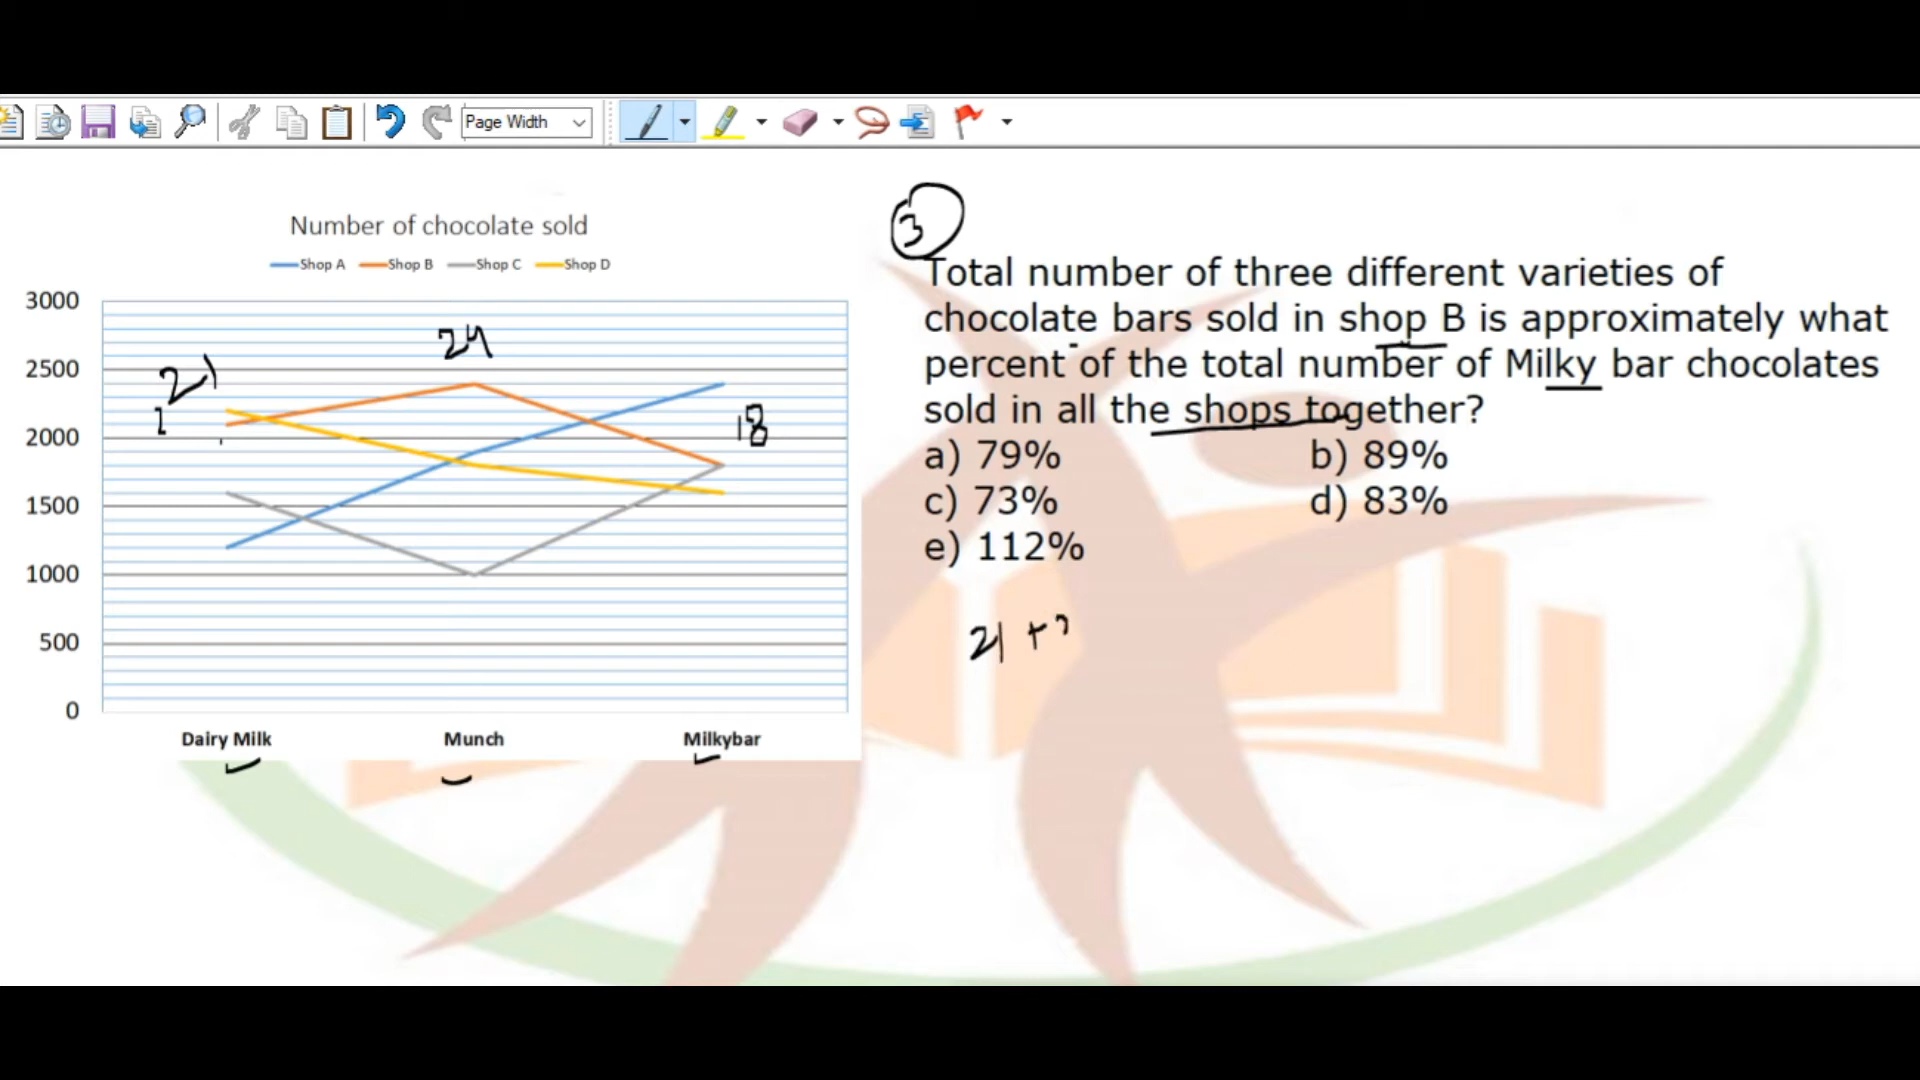 Page Width
Number of chocolate sold
Shop A Shop B Shop C Shop D
3000
2500
2000
1500
1000
500
0
Dairy Milk Munch Milkybar
21
24
18
3
Total number of three different varieties of
chocolate bars sold in shop B is approximately what
percent of the total number of Milky bar chocolates
sold in all the shops together?
a) 79% b) 89%
c) 73% d) 83%
e) 112%
21 +